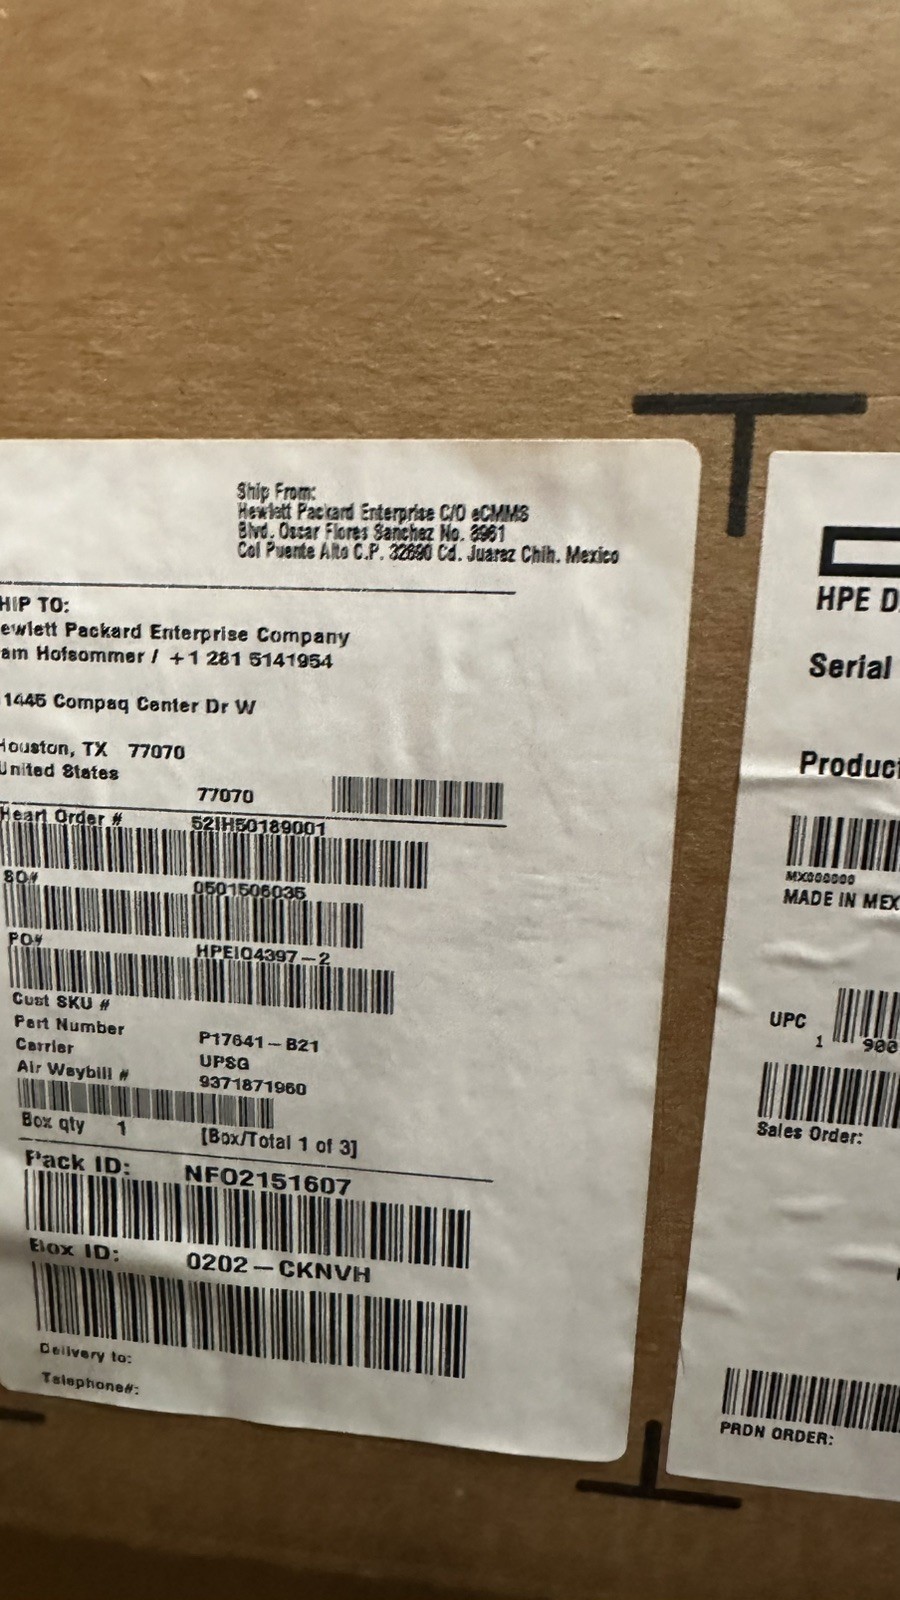 Ship From:
Hewlett Packard Enterprise C/O eCMMS
Blvd. Oscar Flores Sanchez No. 8951
Col Puente Alto C.P. 32690 Cd. Juarez Chih. Mexico
HIP TO:
ewlett Packard Enterprise Company
am Hofsommer / +1 281 5141954
1445 Compaq Center Dr W
Houston, TX 77070
United States
77070
Heart Order # 52IH50189001
SO# 0501506035
PO# HPEIO4397-2
Cust SKU #
Part Number P17641-B21
Carrier UPSG
Air Waybill # 9371871960
Box qty 1 [Box/Total 1 of 3]
Pack ID: NFO2151607
Box ID: 0202-CKNVH
Delivery to:
Telephone#:
HPE D
Serial
Product
MX000000
MADE IN MEX
UPC
1 900
Sales Order:
PRDN ORDER: